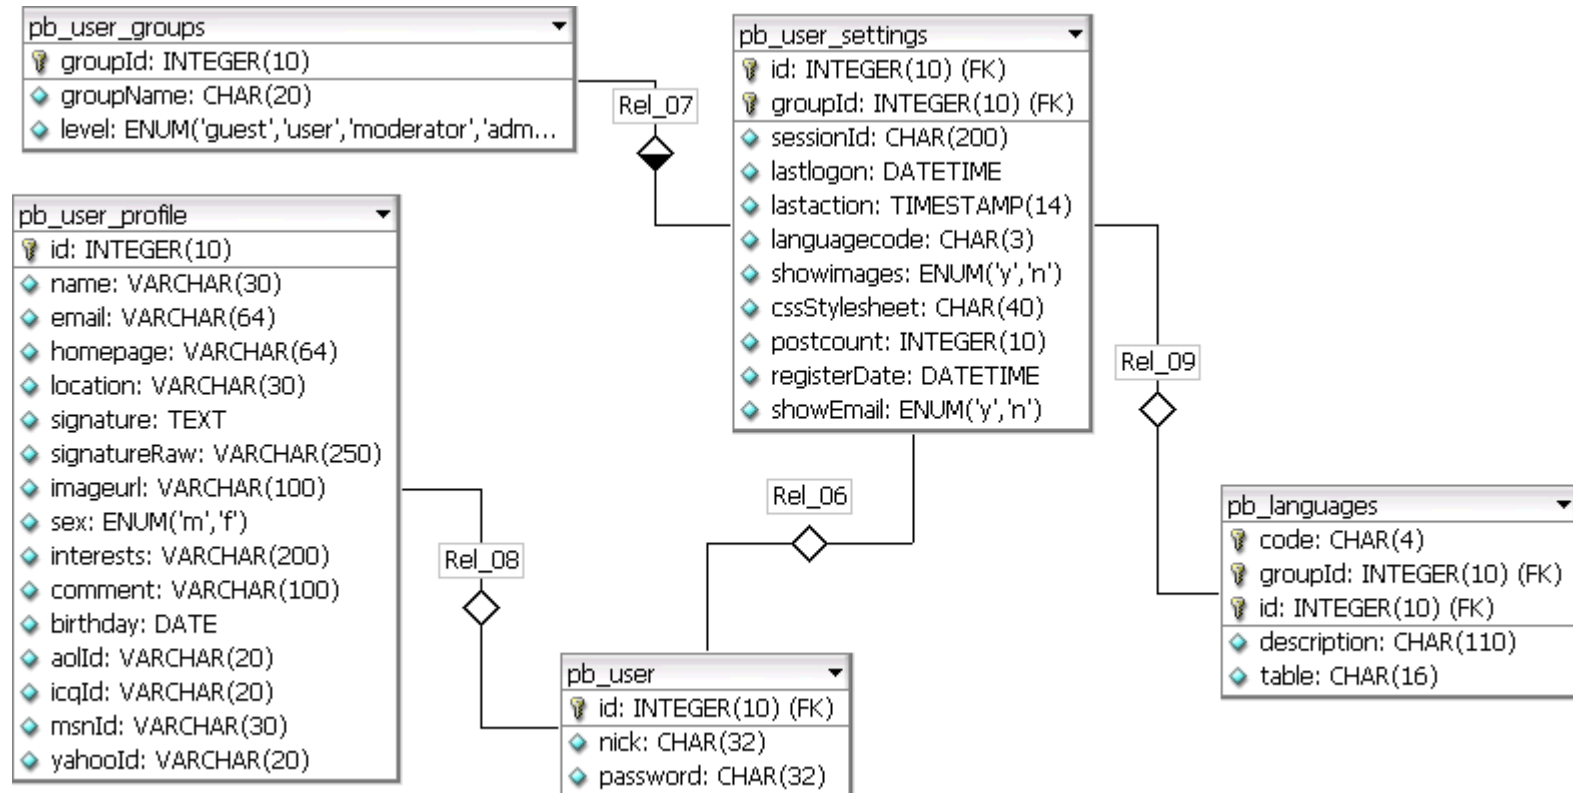 pb_user_groups
groupId: INTEGER(10)
groupName: CHAR(20)
level: ENUM('guest','user','moderator','adm...
Rel_07
pb_user_settings
id: INTEGER(10) (FK)
groupId: INTEGER(10) (FK)
sessionId: CHAR(200)
lastlogon: DATETIME
lastaction: TIMESTAMP(14)
languagecode: CHAR(3)
showimages: ENUM('y','n')
cssStylesheet: CHAR(40)
postcount: INTEGER(10)
registerDate: DATETIME
showEmail: ENUM('y','n')
pb_user_profile
id: INTEGER(10)
name: VARCHAR(30)
email: VARCHAR(64)
homepage: VARCHAR(64)
location: VARCHAR(30)
signature: TEXT
signatureRaw: VARCHAR(250)
imageurl: VARCHAR(100)
sex: ENUM('m','f')
interests: VARCHAR(200)
comment: VARCHAR(100)
birthday: DATE
aolId: VARCHAR(20)
icqId: VARCHAR(20)
msnId: VARCHAR(30)
yahooId: VARCHAR(20)
Rel_08
Rel_06
Rel_09
pb_user
id: INTEGER(10) (FK)
nick: CHAR(32)
password: CHAR(32)
pb_languages
code: CHAR(4)
groupId: INTEGER(10) (FK)
id: INTEGER(10) (FK)
description: CHAR(110)
table: CHAR(16)